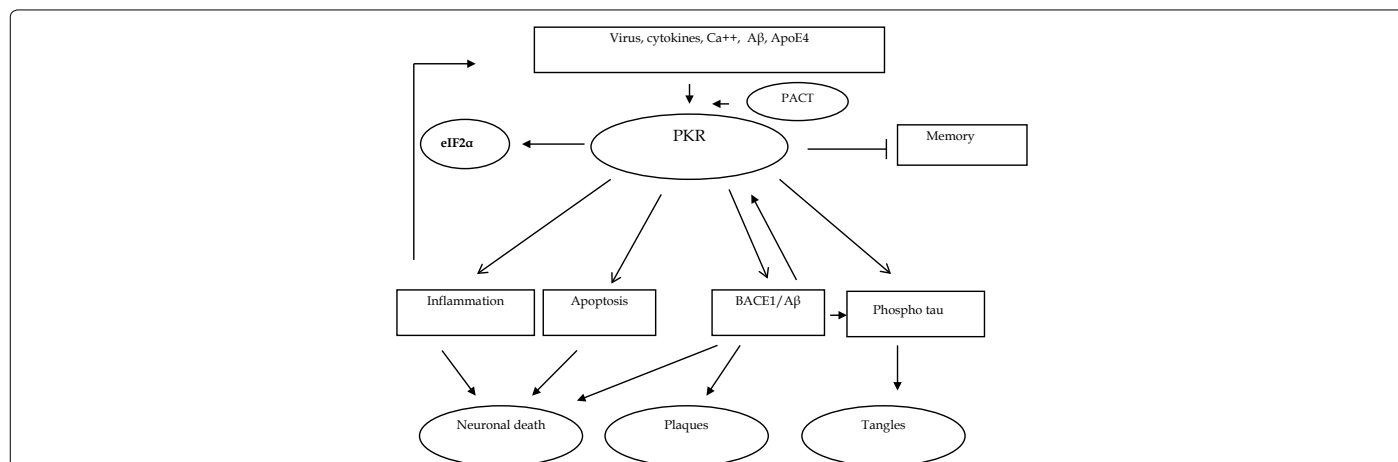 Virus, cytokines, Ca++, Aβ, ApoE4
PACT
PKR
eIF2α
Memory
Inflammation
Apoptosis
BACE1/Aβ
Phospho tau
Neuronal death
Plaques
Tangles